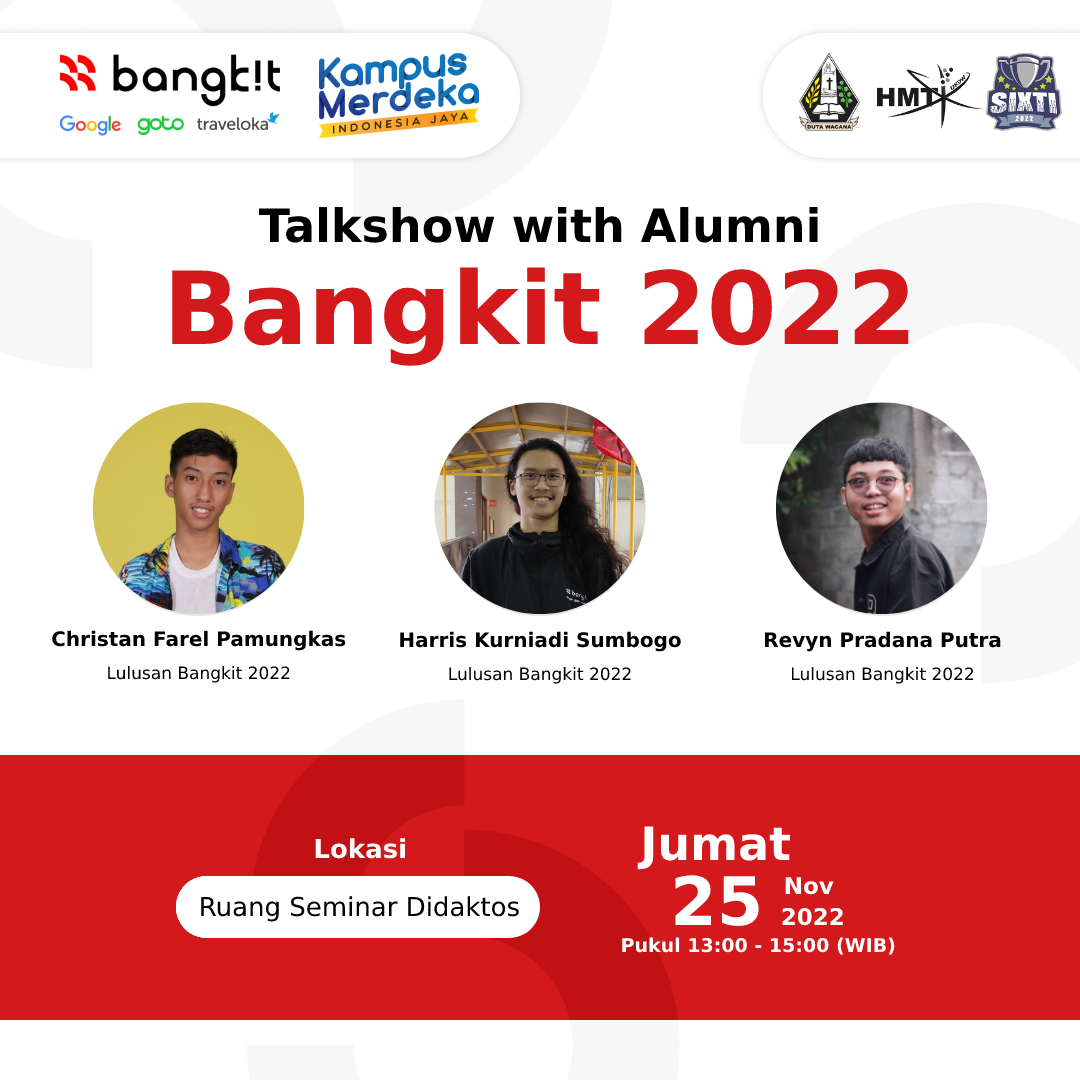 bangk!t
Google goto traveloka
Kampus
Merdeka
INDONESIA JAYA
DUTA WACANA
HMTI UKDW
SIXTI
2022
Talkshow with Alumni
Bangkit 2022
Christan Farel Pamungkas
Lulusan Bangkit 2022
Harris Kurniadi Sumbogo
Lulusan Bangkit 2022
Revyn Pradana Putra
Lulusan Bangkit 2022
Lokasi
Ruang Seminar Didaktos
Jumat
25 Nov
2022
Pukul 13:00 - 15:00 (WIB)